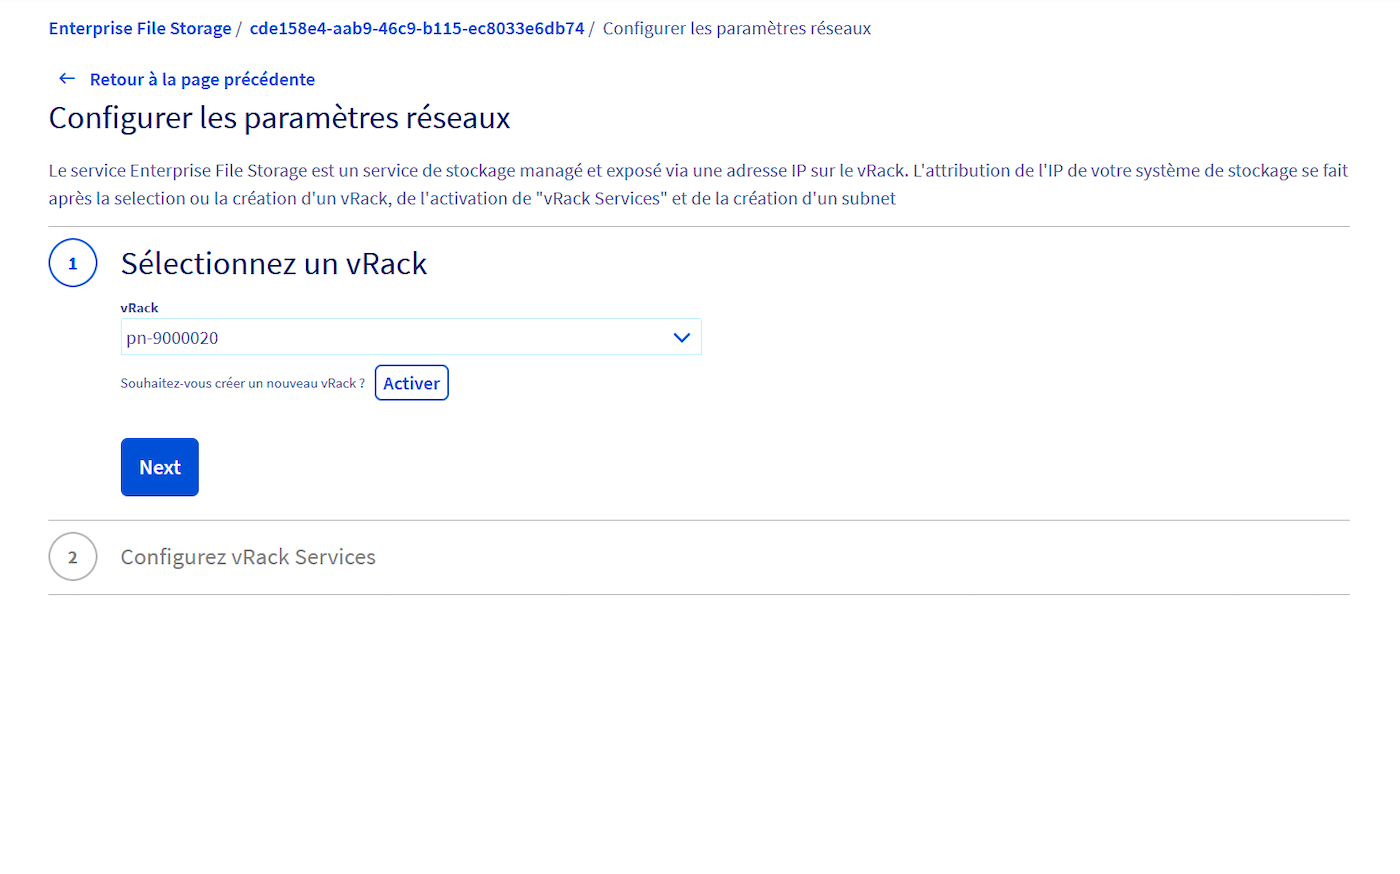 Enterprise File Storage / cde158e4-aab9-46c9-b115-ec8033e6db74 / Configurer les paramètres réseaux
← Retour à la page précédente
Configurer les paramètres réseaux
Le service Enterprise File Storage est un service de stockage managé et exposé via une adresse IP sur le vRack. L'attribution de l'IP de votre système de stockage se fait
après la selection ou la création d'un vRack, de l'activation de "vRack Services" et de la création d'un subnet
1 Sélectionnez un vRack
vRack
pn-9000020
Souhaitez-vous créer un nouveau vRack ? Activer
Next
2 Configurez vRack Services